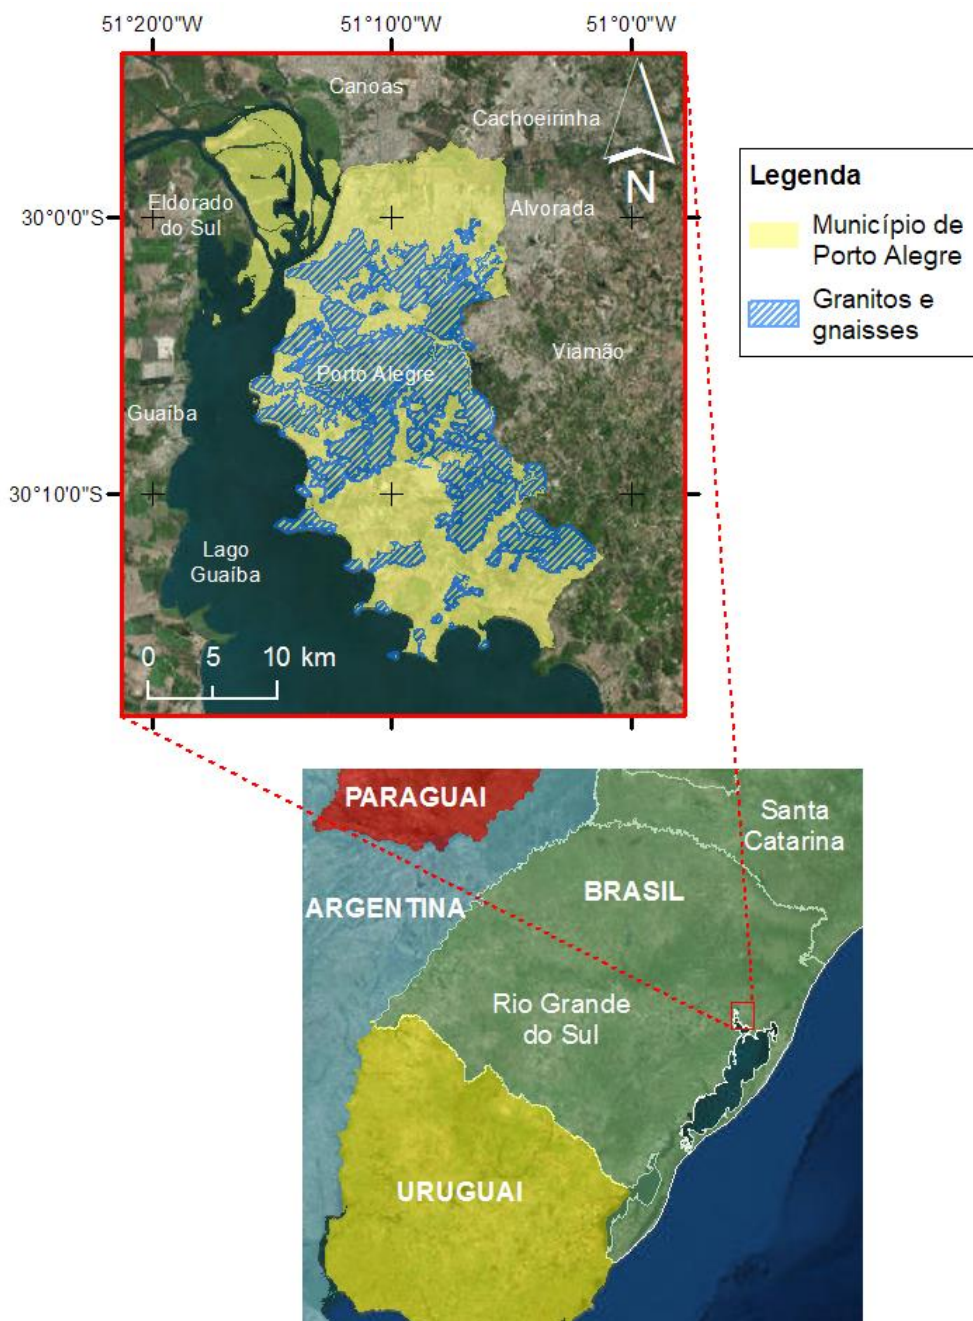 51°20'0"W
51°10'0"W
51°0'0"W
Canoas
Cachoeirinha
N
Legenda
Eldorado
do Sul
Alvorada
30°0'0"S
Município de
Porto Alegre
Granitos e
gnaisses
Viamão
Porto Alegre
Guaíba
30°10'0"S
Lago
Guaíba
0 5 10 km
PARAGUAI
Santa
Catarina
ARGENTINA
BRASIL
Rio Grande
do Sul
URUGUAI